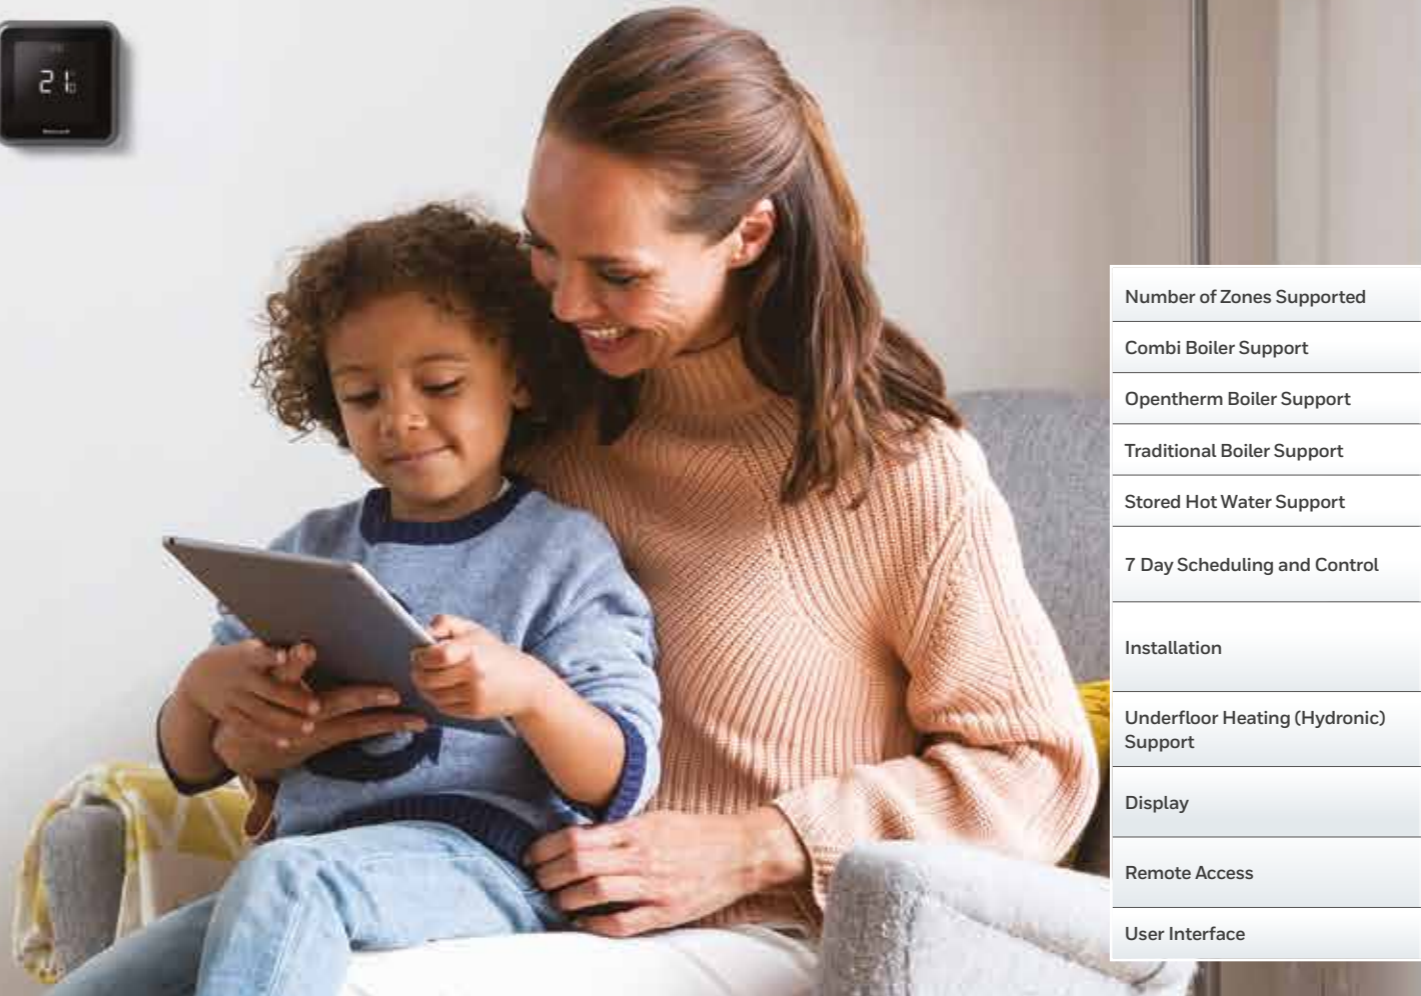 21
Honeywell
Number of Zones Supported
Combi Boiler Support
Opentherm Boiler Support
Traditional Boiler Support
Stored Hot Water Support
7 Day Scheduling and Control
Installation
Underfloor Heating (Hydronic)
Support
Display
Remote Access
User Interface